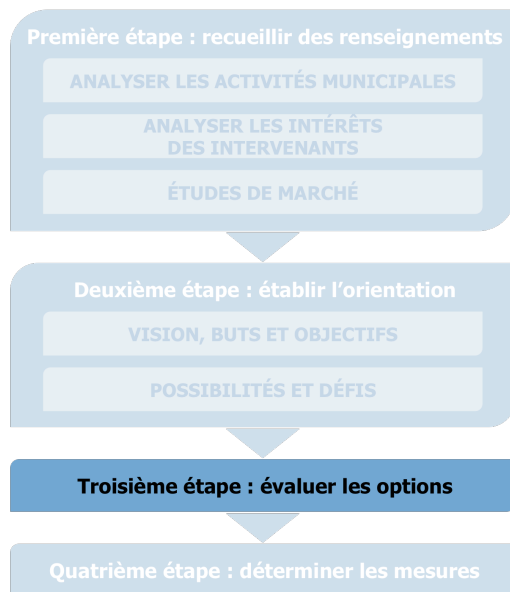 Première étape : recueillir des renseignements
ANALYSER LES ACTIVITÉS MUNICIPALES
ANALYSER LES INTÉRÊTS
DES INTERVENANTS
ÉTUDES DE MARCHÉ
Deuxième étape : établir l’orientation
VISION, BUTS ET OBJECTIFS
POSSIBILITÉS ET DÉFIS
Troisième étape : évaluer les options
Quatrième étape : déterminer les mesures